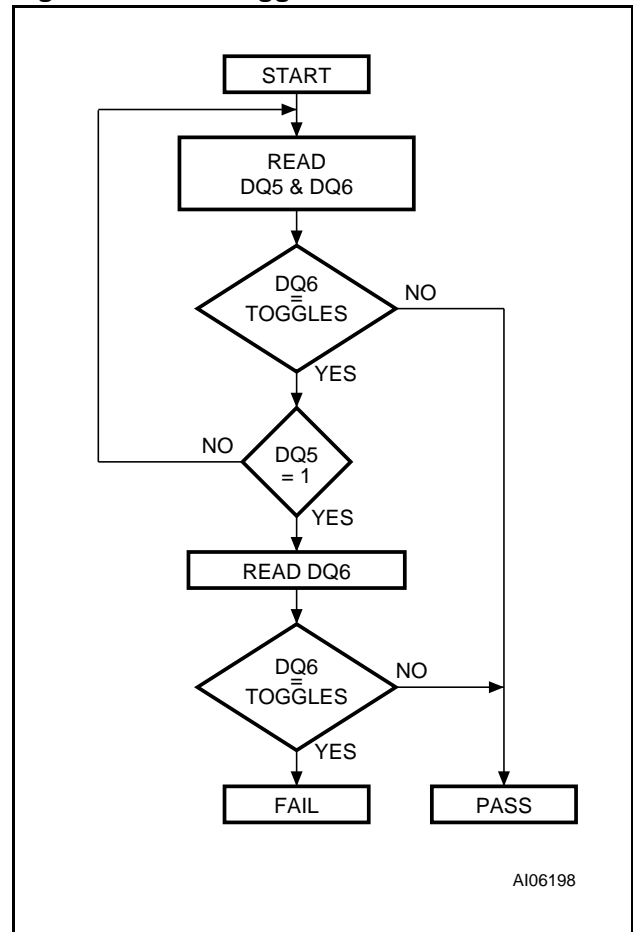 START
READ
DQ5 & DQ6
DQ6
=
TOGGLES
NO
YES
NO
DQ5
= 1
YES
READ DQ6
DQ6
=
TOGGLES
NO
YES
FAIL
PASS
AI06198